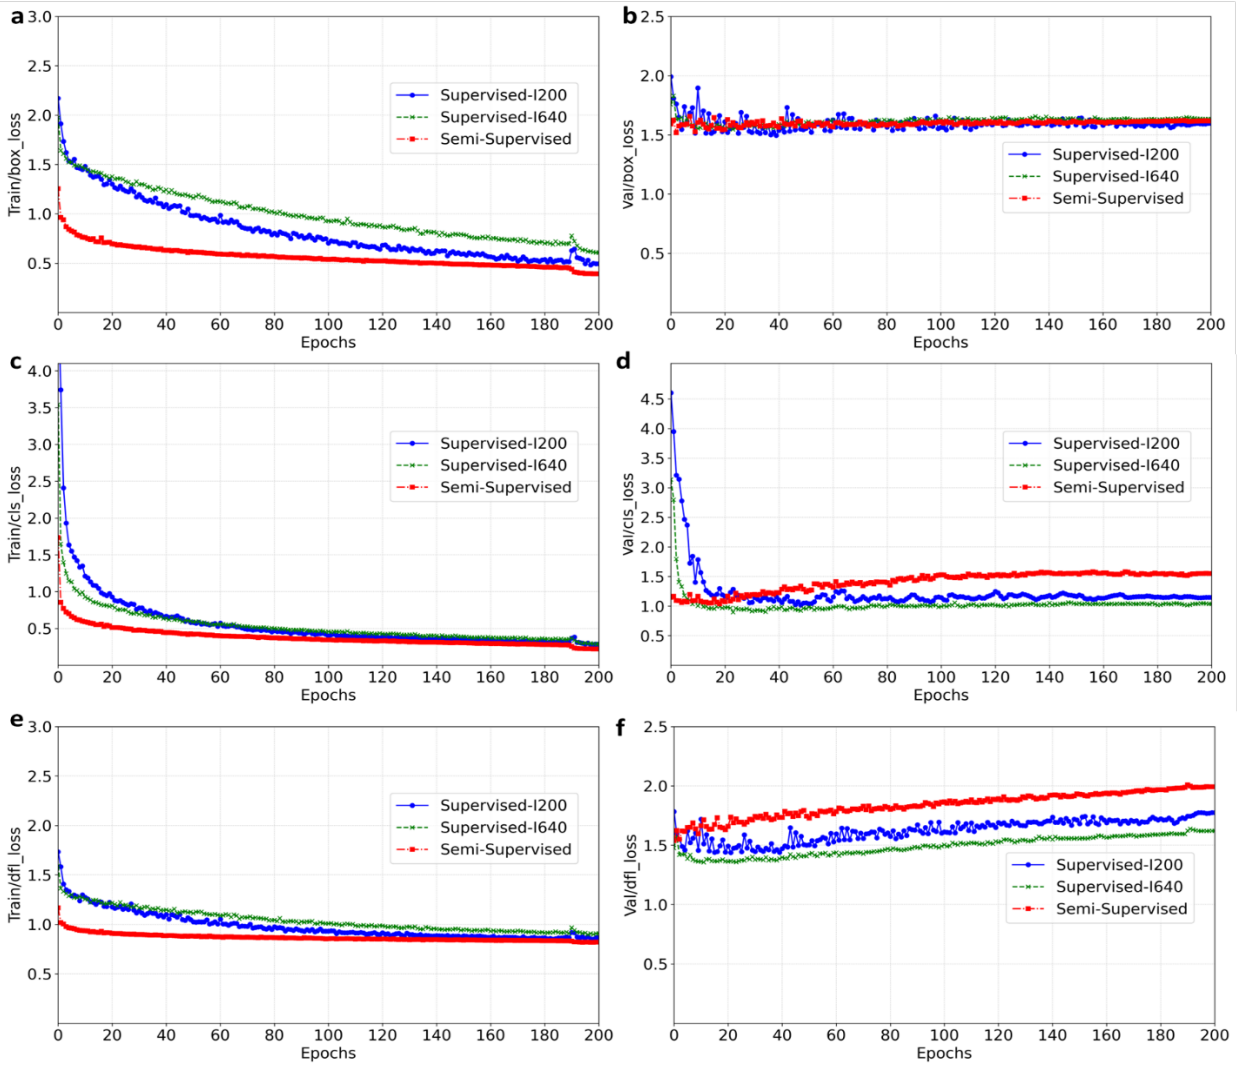 a
3.0
2.5
2.0
1.5
1.0
0.5
Train/box_loss
0 20 40 60 80 100 120 140 160 180 200
Epochs
Supervised-I200
Supervised-I640
Semi-Supervised
b
2.5
2.0
1.5
1.0
0.5
Val/box_loss
0 20 40 60 80 100 120 140 160 180 200
Epochs
Supervised-I200
Supervised-I640
Semi-Supervised
c
4.0
3.5
3.0
2.5
2.0
1.5
1.0
0.5
Train/cls_loss
0 20 40 60 80 100 120 140 160 180 200
Epochs
Supervised-I200
Supervised-I640
Semi-Supervised
d
4.5
4.0
3.5
3.0
2.5
2.0
1.5
1.0
0.5
Val/cls_loss
0 20 40 60 80 100 120 140 160 180 200
Epochs
Supervised-I200
Supervised-I640
Semi-Supervised
e
3.0
2.5
2.0
1.5
1.0
0.5
Train/dfl_loss
0 20 40 60 80 100 120 140 160 180 200
Epochs
Supervised-I200
Supervised-I640
Semi-Supervised
f
2.5
2.0
1.5
1.0
0.5
Val/dfl_loss
0 20 40 60 80 100 120 140 160 180 200
Epochs
Supervised-I200
Supervised-I640
Semi-Supervised